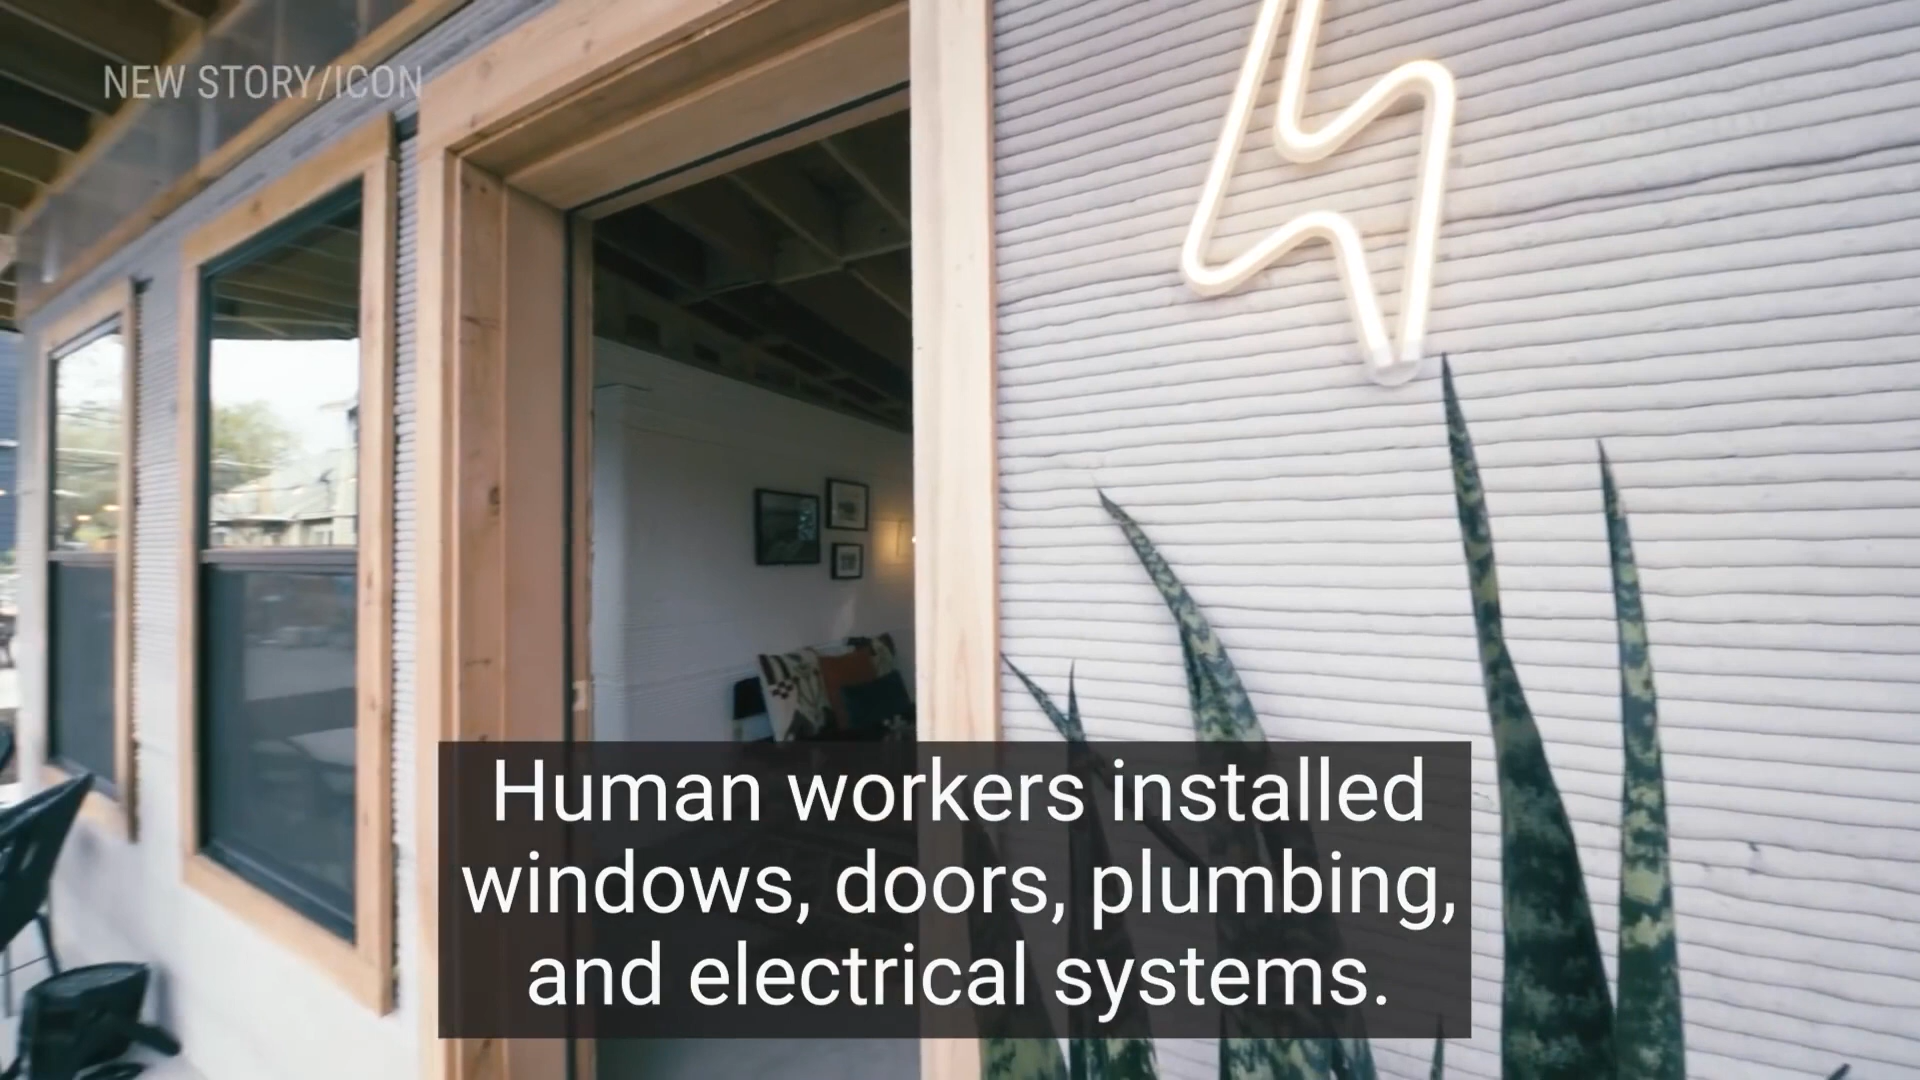 NEW STORY/ICON
Human workers installed
windows, doors, plumbing,
and electrical systems.